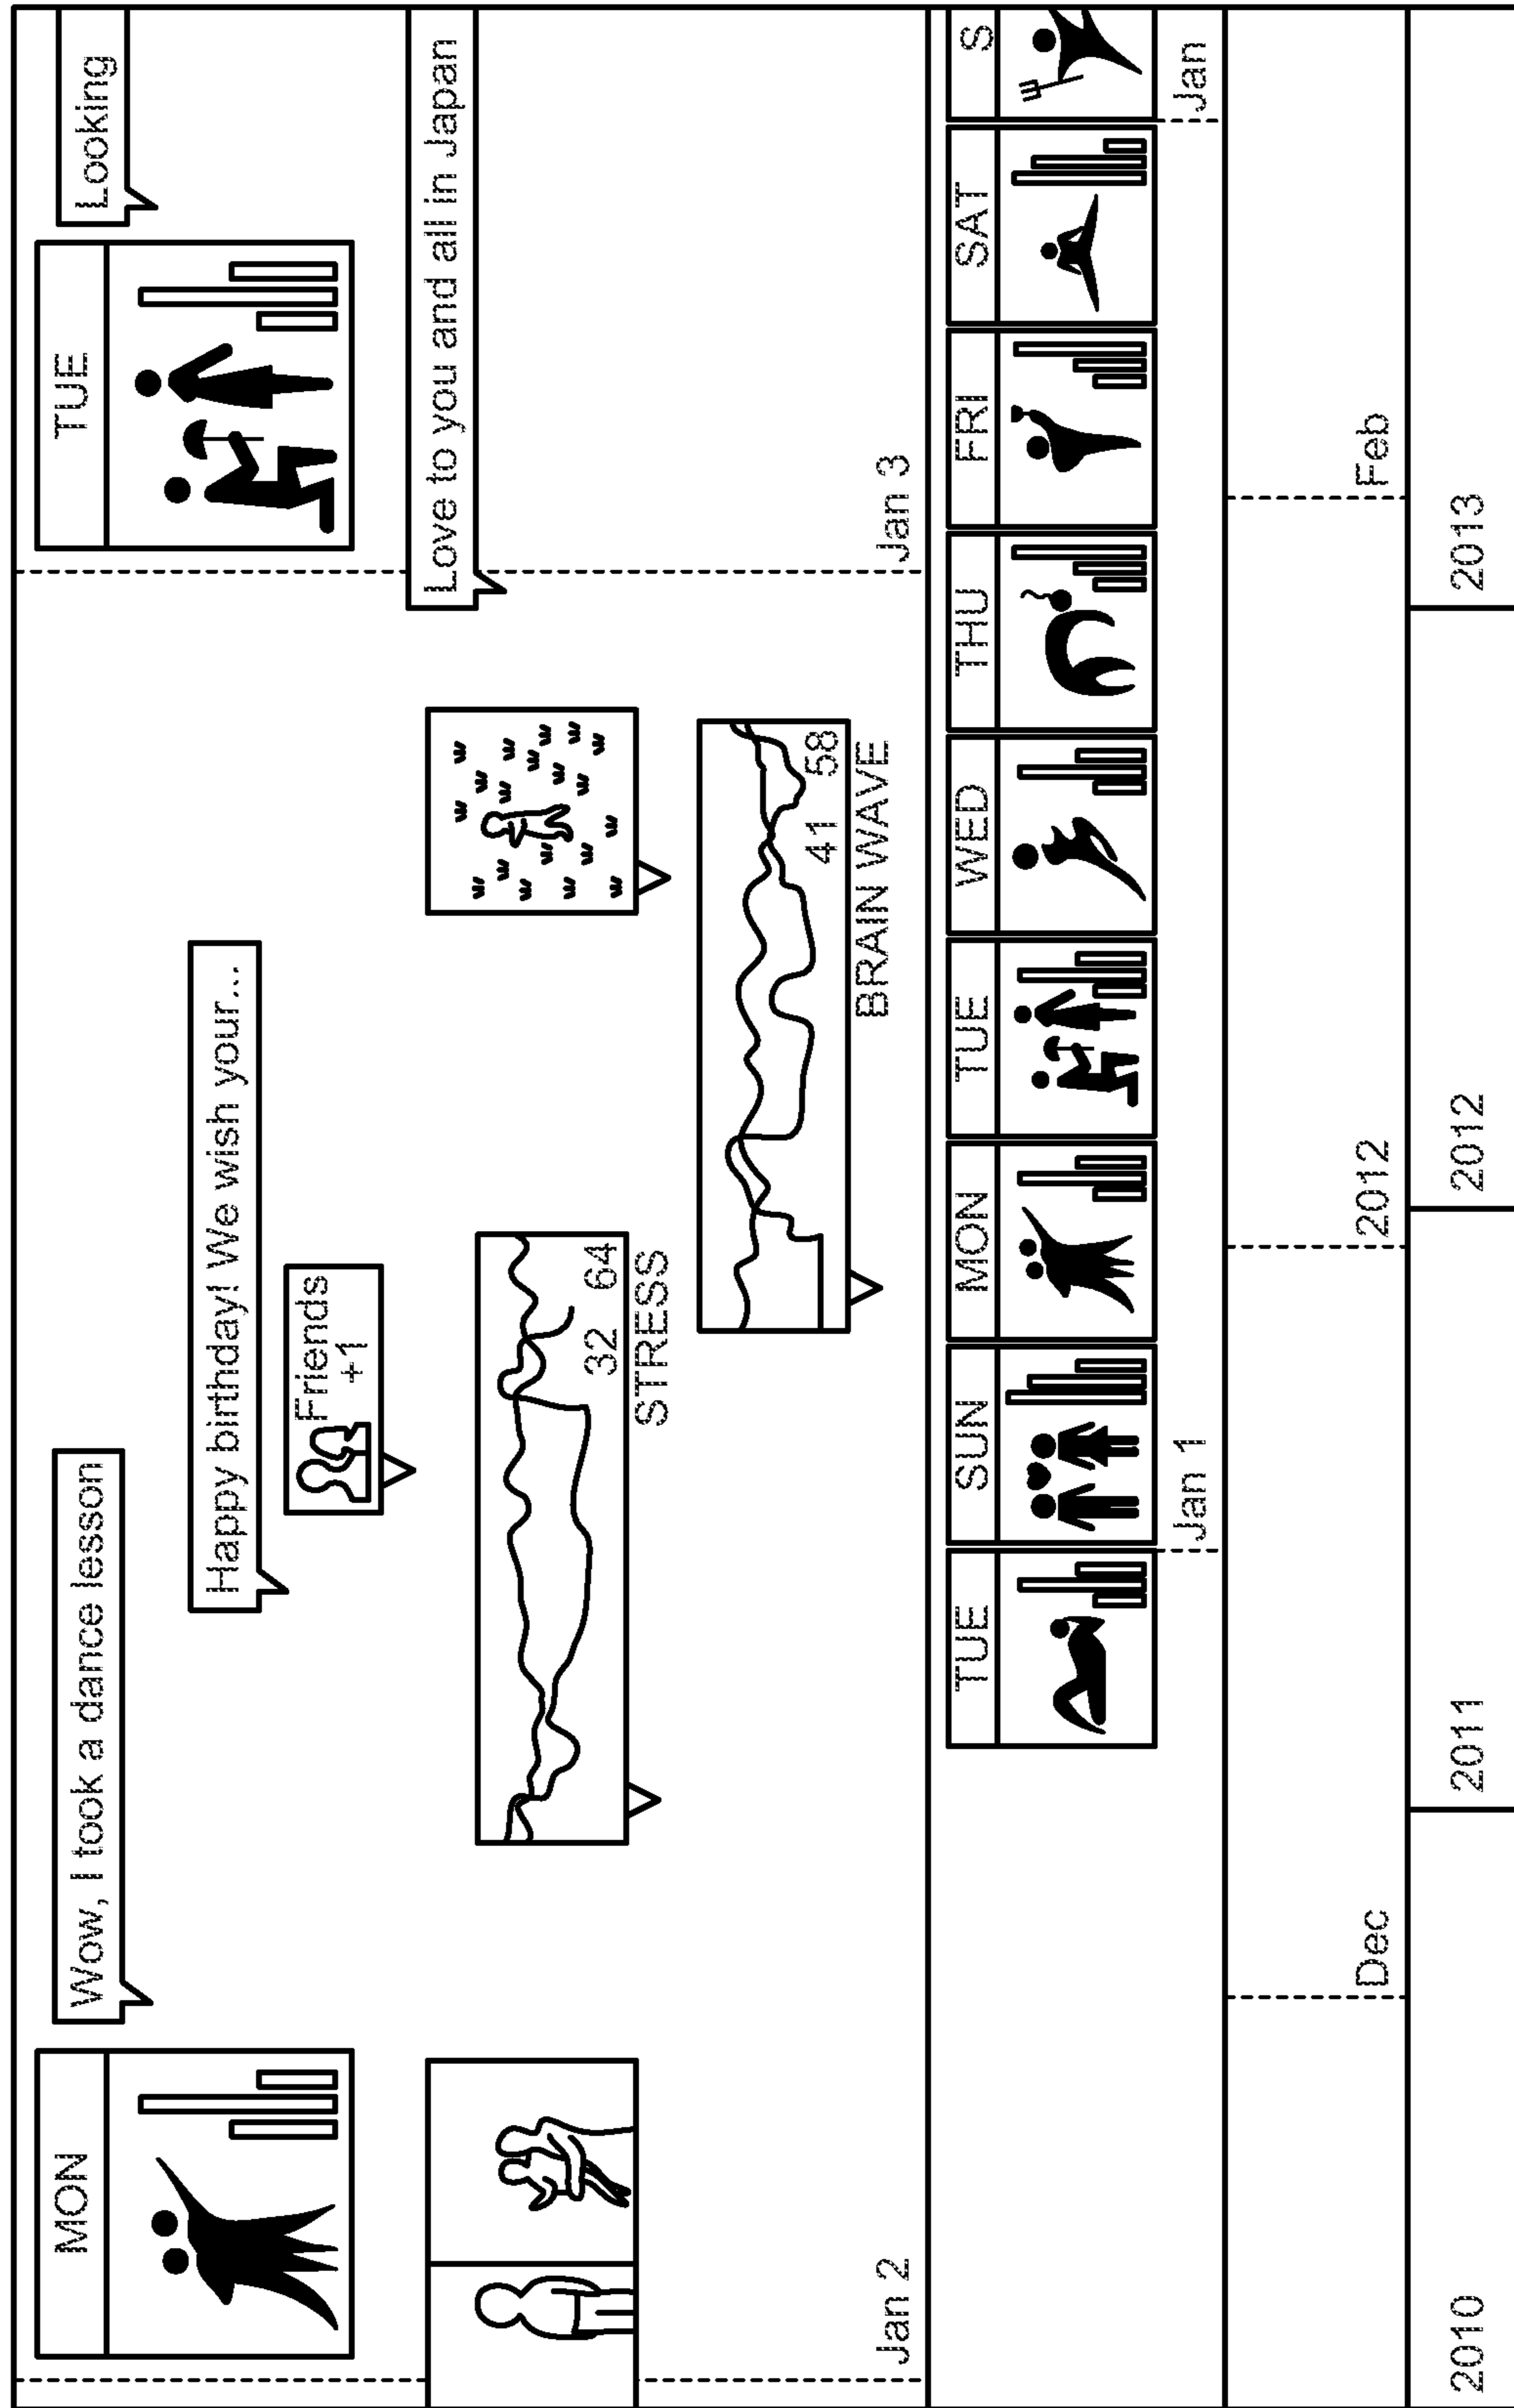 MON
Wow, I took a dance lesson
TUE
Looking
Happy birthday! We wish your...
Friends
+1
Love to you and all in Japan
32 64
STRESS
41 58
BRAIN WAVE
Jan 2
Jan 3
TUE
SUN
MON
TUE
WED
THU
FRI
SAT
S
Jan 1
Jan
Dec
2012
Feb
2010
2011
2012
2013